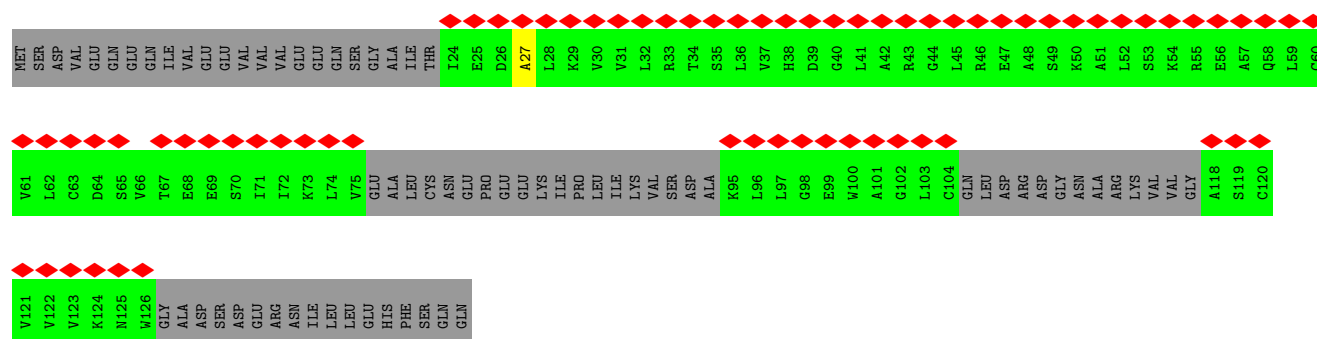 MET SER ASP VAL GLU GLN GLU GLU GLN ILE VAL GLU GLU VAL VAL VAL GLU GLU GLN SER GLY ALA ILE THR I24 E25 D26 A27 L28 K29 V30 V31 L32 R33 T34 S35 L36 V37 H38 D39 G40 L41 A42 R43 G44 L45 R46 E47 A48 S49 K50 A51 L52 S53 K54 R55 E56 A57 Q58 L59 C60
V61 L62 C63 D64 S65 V66 T67 E68 E69 S70 I71 I72 K73 L74 V75 GLU ALA LEU CYS ASN GLU PRO GLU GLU LYS ILE PRO LEU ILE LYS VAL SER ASP ALA K95 L96 L97 G98 E99 W100 A101 G102 L103 C104 GLN LEU ASP ARG ASP GLY ASN ALA ARG LYS VAL VAL GLY A118 S119 C120
V121 V122 V123 K124 N125 W126 GLY ALA ASP SER ASP GLU ARG ASN ILE LEU LEU GLU HIS PHE SER GLN GLN